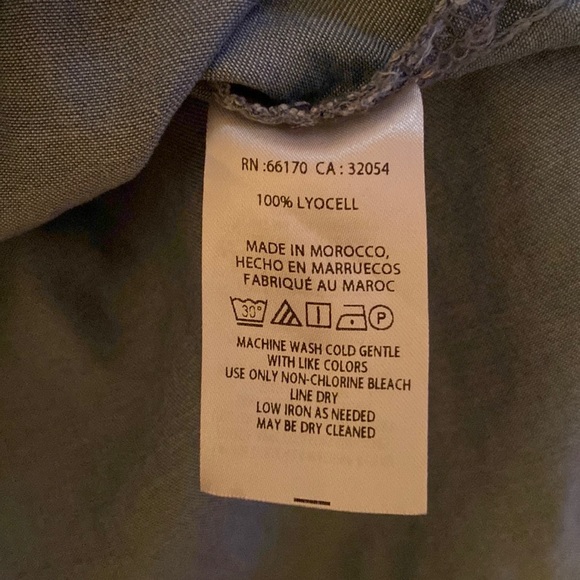 RN :66170 CA : 32054
100% LYOCELL
MADE IN MOROCCO,
HECHO EN MARRUECOS
FABRIQUÉ AU MAROC
30° P
MACHINE WASH COLD GENTLE
WITH LIKE COLORS
USE ONLY NON-CHLORINE BLEACH
LINE DRY
LOW IRON AS NEEDED
MAY BE DRY CLEANED